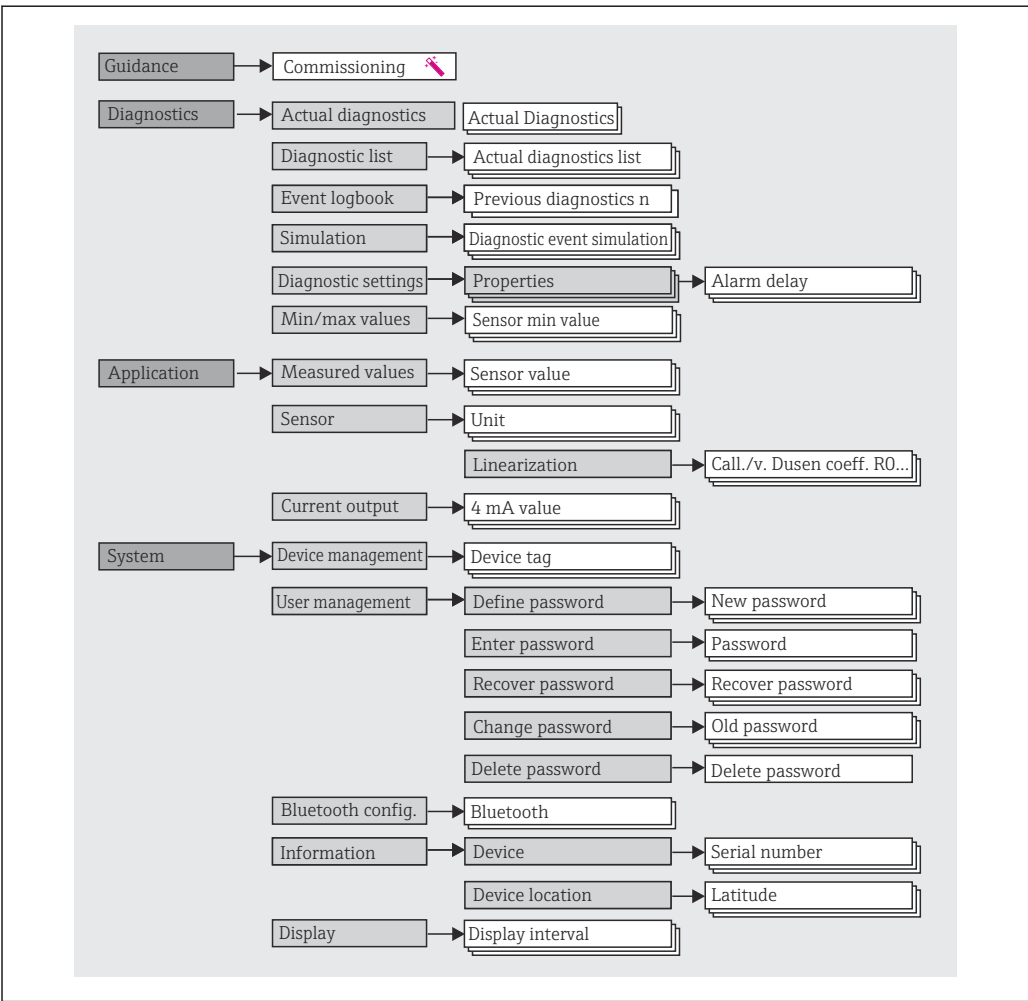 Guidance
Commissioning
Diagnostics
Actual diagnostics
Actual Diagnostics
Diagnostic list
Actual diagnostics list
Event logbook
Previous diagnostics n
Simulation
Diagnostic event simulation
Diagnostic settings
Properties
Alarm delay
Min/max values
Sensor min value
Application
Measured values
Sensor value
Sensor
Unit
Linearization
Call./v. Dusen coeff. R0...
Current output
4 mA value
System
Device management
Device tag
User management
Define password
New password
Enter password
Password
Recover password
Recover password
Change password
Old password
Delete password
Delete password
Bluetooth config.
Bluetooth
Information
Device
Serial number
Device location
Latitude
Display
Display interval